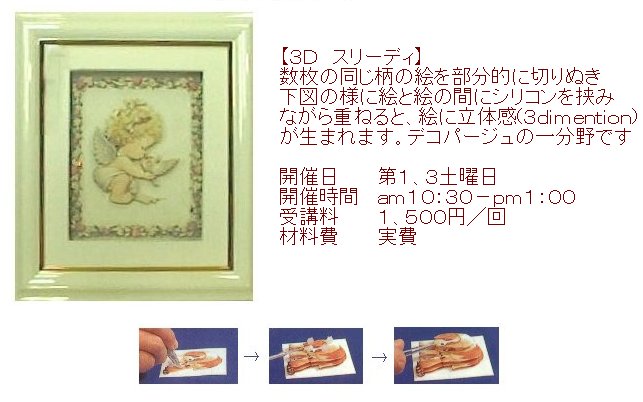 【３Ｄ　スリーディ】
数枚の同じ柄の絵を部分的に切りぬき
下図の様に絵と絵の間にシリコンを挟み
ながら重ねると、絵に立体感(３dimention)
が生まれます。デコパージュの一分野です
開催日　　第１、３土曜日
開催時間　am１０：３０－pm１：００
受講料　　１、５００円／回
材料費　　実費
→ →